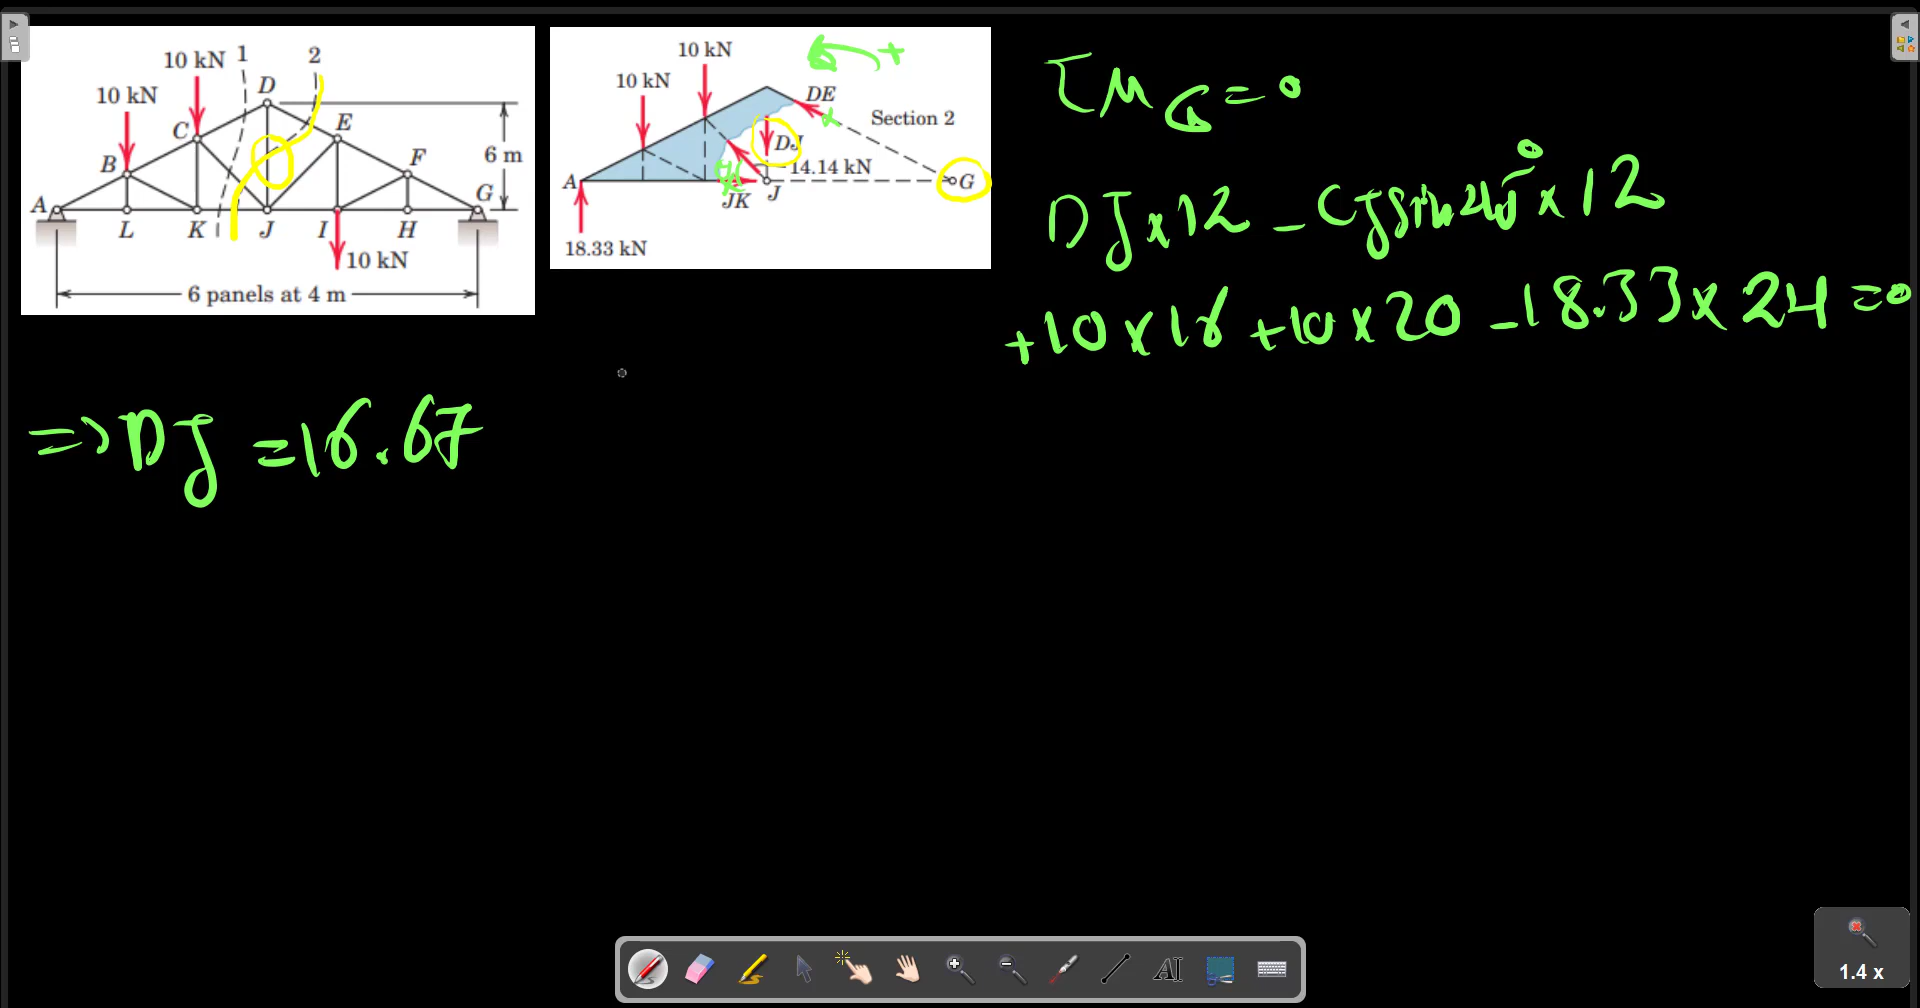 10 kN 1 2
10 kN
D
C
E
B
F
6 m
A
G
L K J I H
10 kN
6 panels at 4 m
10 kN
10 kN
+
DE
x
Section 2
DJ
14.14 kN
A
G
JK J
18.33 kN
ΣM_G = 0
DJ x 12 - CJ sin 45° x 12
+ 10 x 16 + 10 x 20 - 18.33 x 24 = 0
=> DJ = 16.67
AI
1.4 x